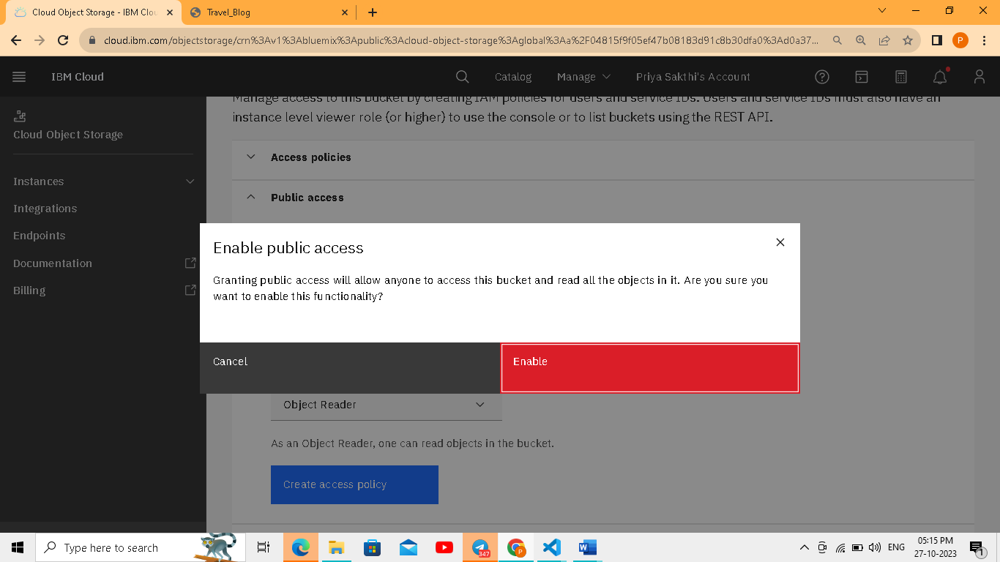 Cloud Object Storage - IBM Clou
Travel_Blog
cloud.ibm.com/objectstorage/crn%3Av1%3Abluemix%3Apublic%3Acloud-object-storage%3Aglobal%3Aa%2F04815f9f05ef47b08183d91c8b30dfa0%3Ad0a37...
P
IBM Cloud
Catalog
Manage
Priya Sakthi's Account
Manage access to this bucket by creating IAM policies for users and service IDs. Users and service IDs must also have an
instance level viewer role (or higher) to use the console or to list buckets using the REST API.
Cloud Object Storage
Instances
Integrations
Endpoints
Documentation
Billing
Access policies
Public access
Enable public access
Granting public access will allow anyone to access this bucket and read all the objects in it. Are you sure you
want to enable this functionality?
Cancel
Enable
Object Reader
As an Object Reader, one can read objects in the bucket.
Create access policy
Type here to search
347
P
ENG
05:15 PM
27-10-2023
1